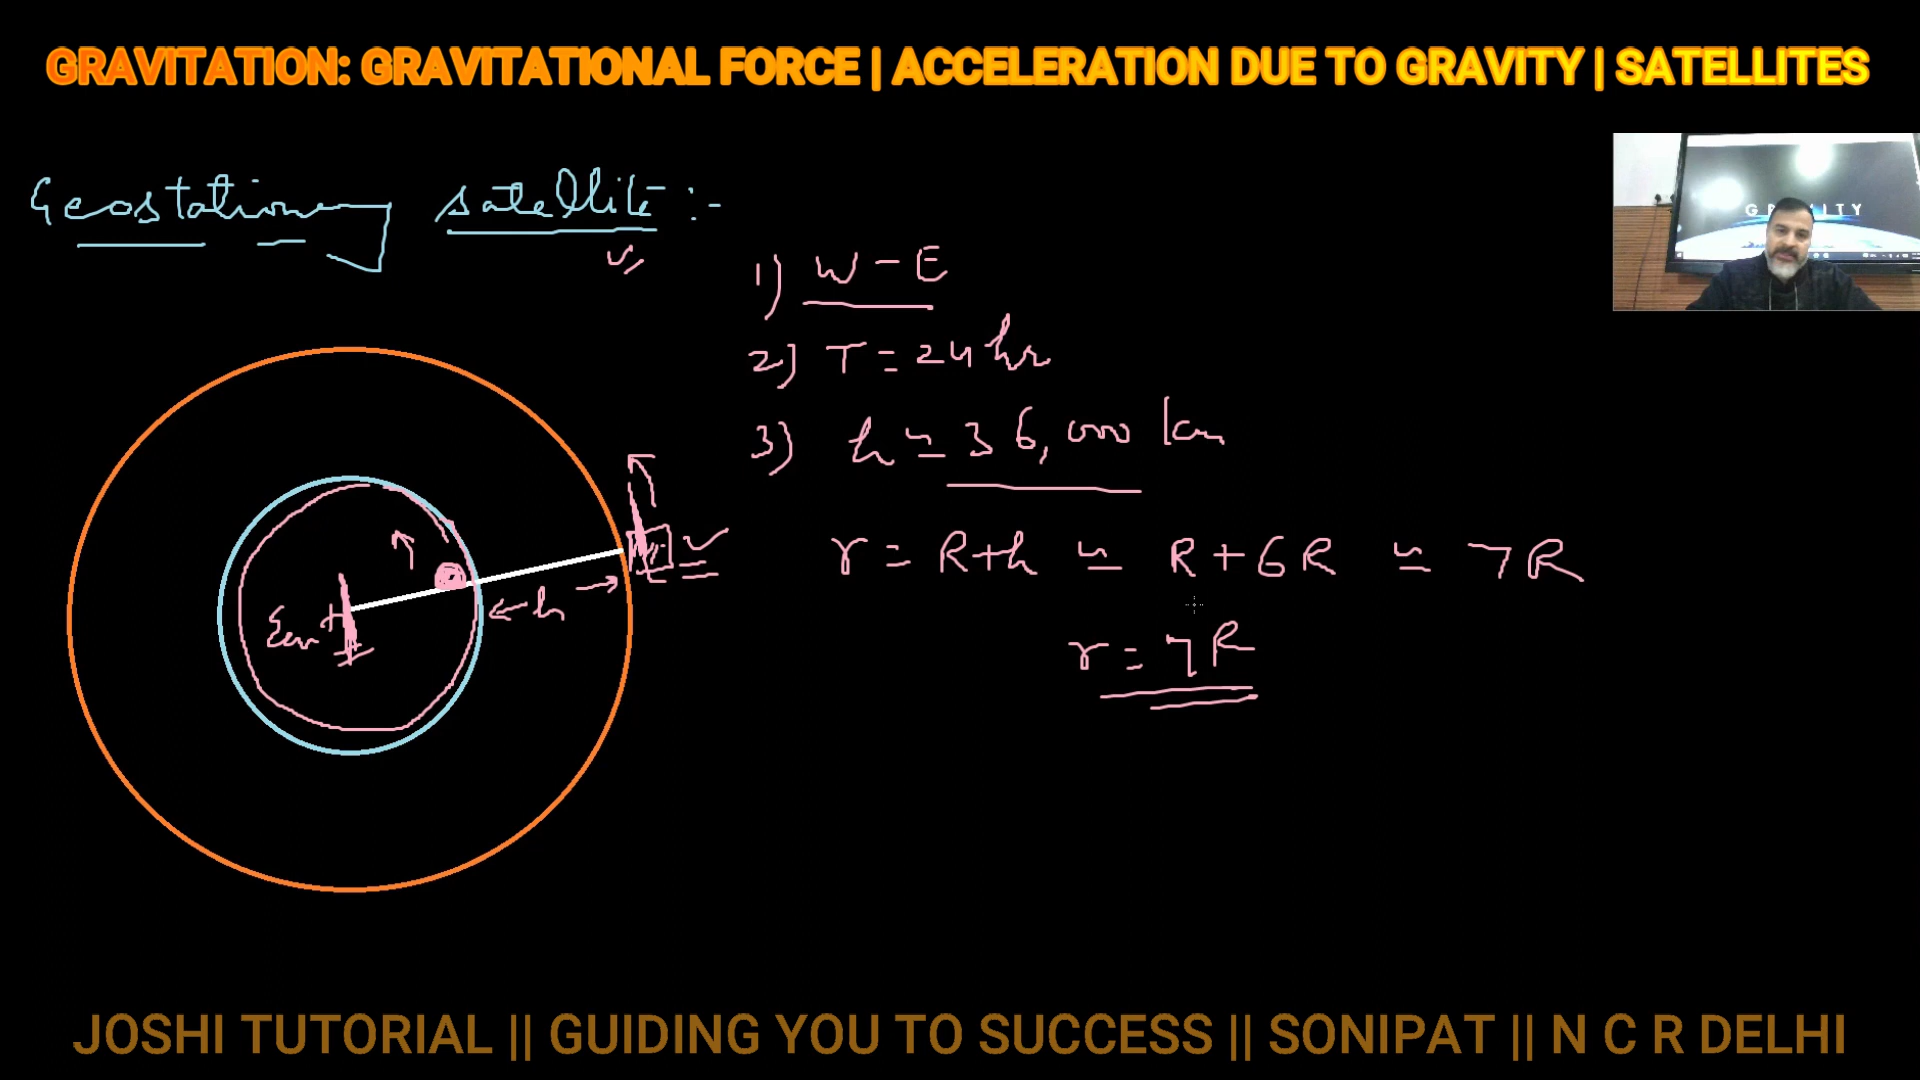 GRAVITATION: GRAVITATIONAL FORCE | ACCELERATION DUE TO GRAVITY | SATELLITES
Geostationary satellite :-
GRAVITY
1) W - E
2) T = 24 hr
3) h ≃ 36,000 km
r = R+h ≃ R+6R ≃ 7R
← h →
r = 7R
JOSHI TUTORIAL || GUIDING YOU TO SUCCESS || SONIPAT || N C R DELHI